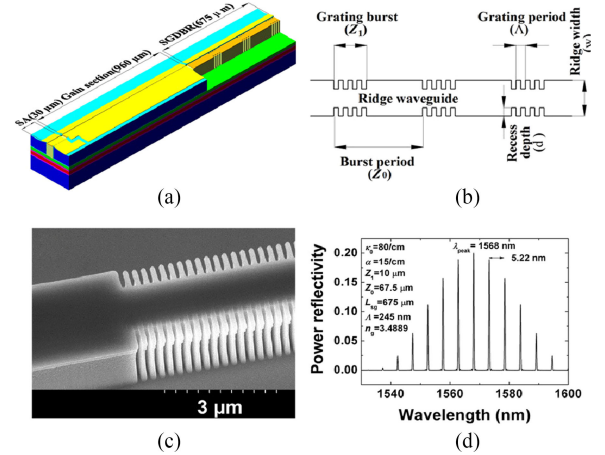 SA(30 μm) Gain section(960 μm) SGDBR(675 μm)
(a)
Grating burst
(Z₁)
Grating period
(Λ)
Ridge width
(w)
Ridge waveguide
Burst period
(Z₀)
Recess
depth
(d)
(b)
3 μm
(c)
Power reflectivity
0.20
0.15
0.10
0.05
0.00
κₛ=80/cm
α=15/cm
Z₁=10 μm
Z₀=67.5 μm
Lsg=675 μm
Λ=245 nm
ng=3.4889
λpeak = 1568 nm
5.22 nm
1540 1560 1580 1600
Wavelength (nm)
(d)